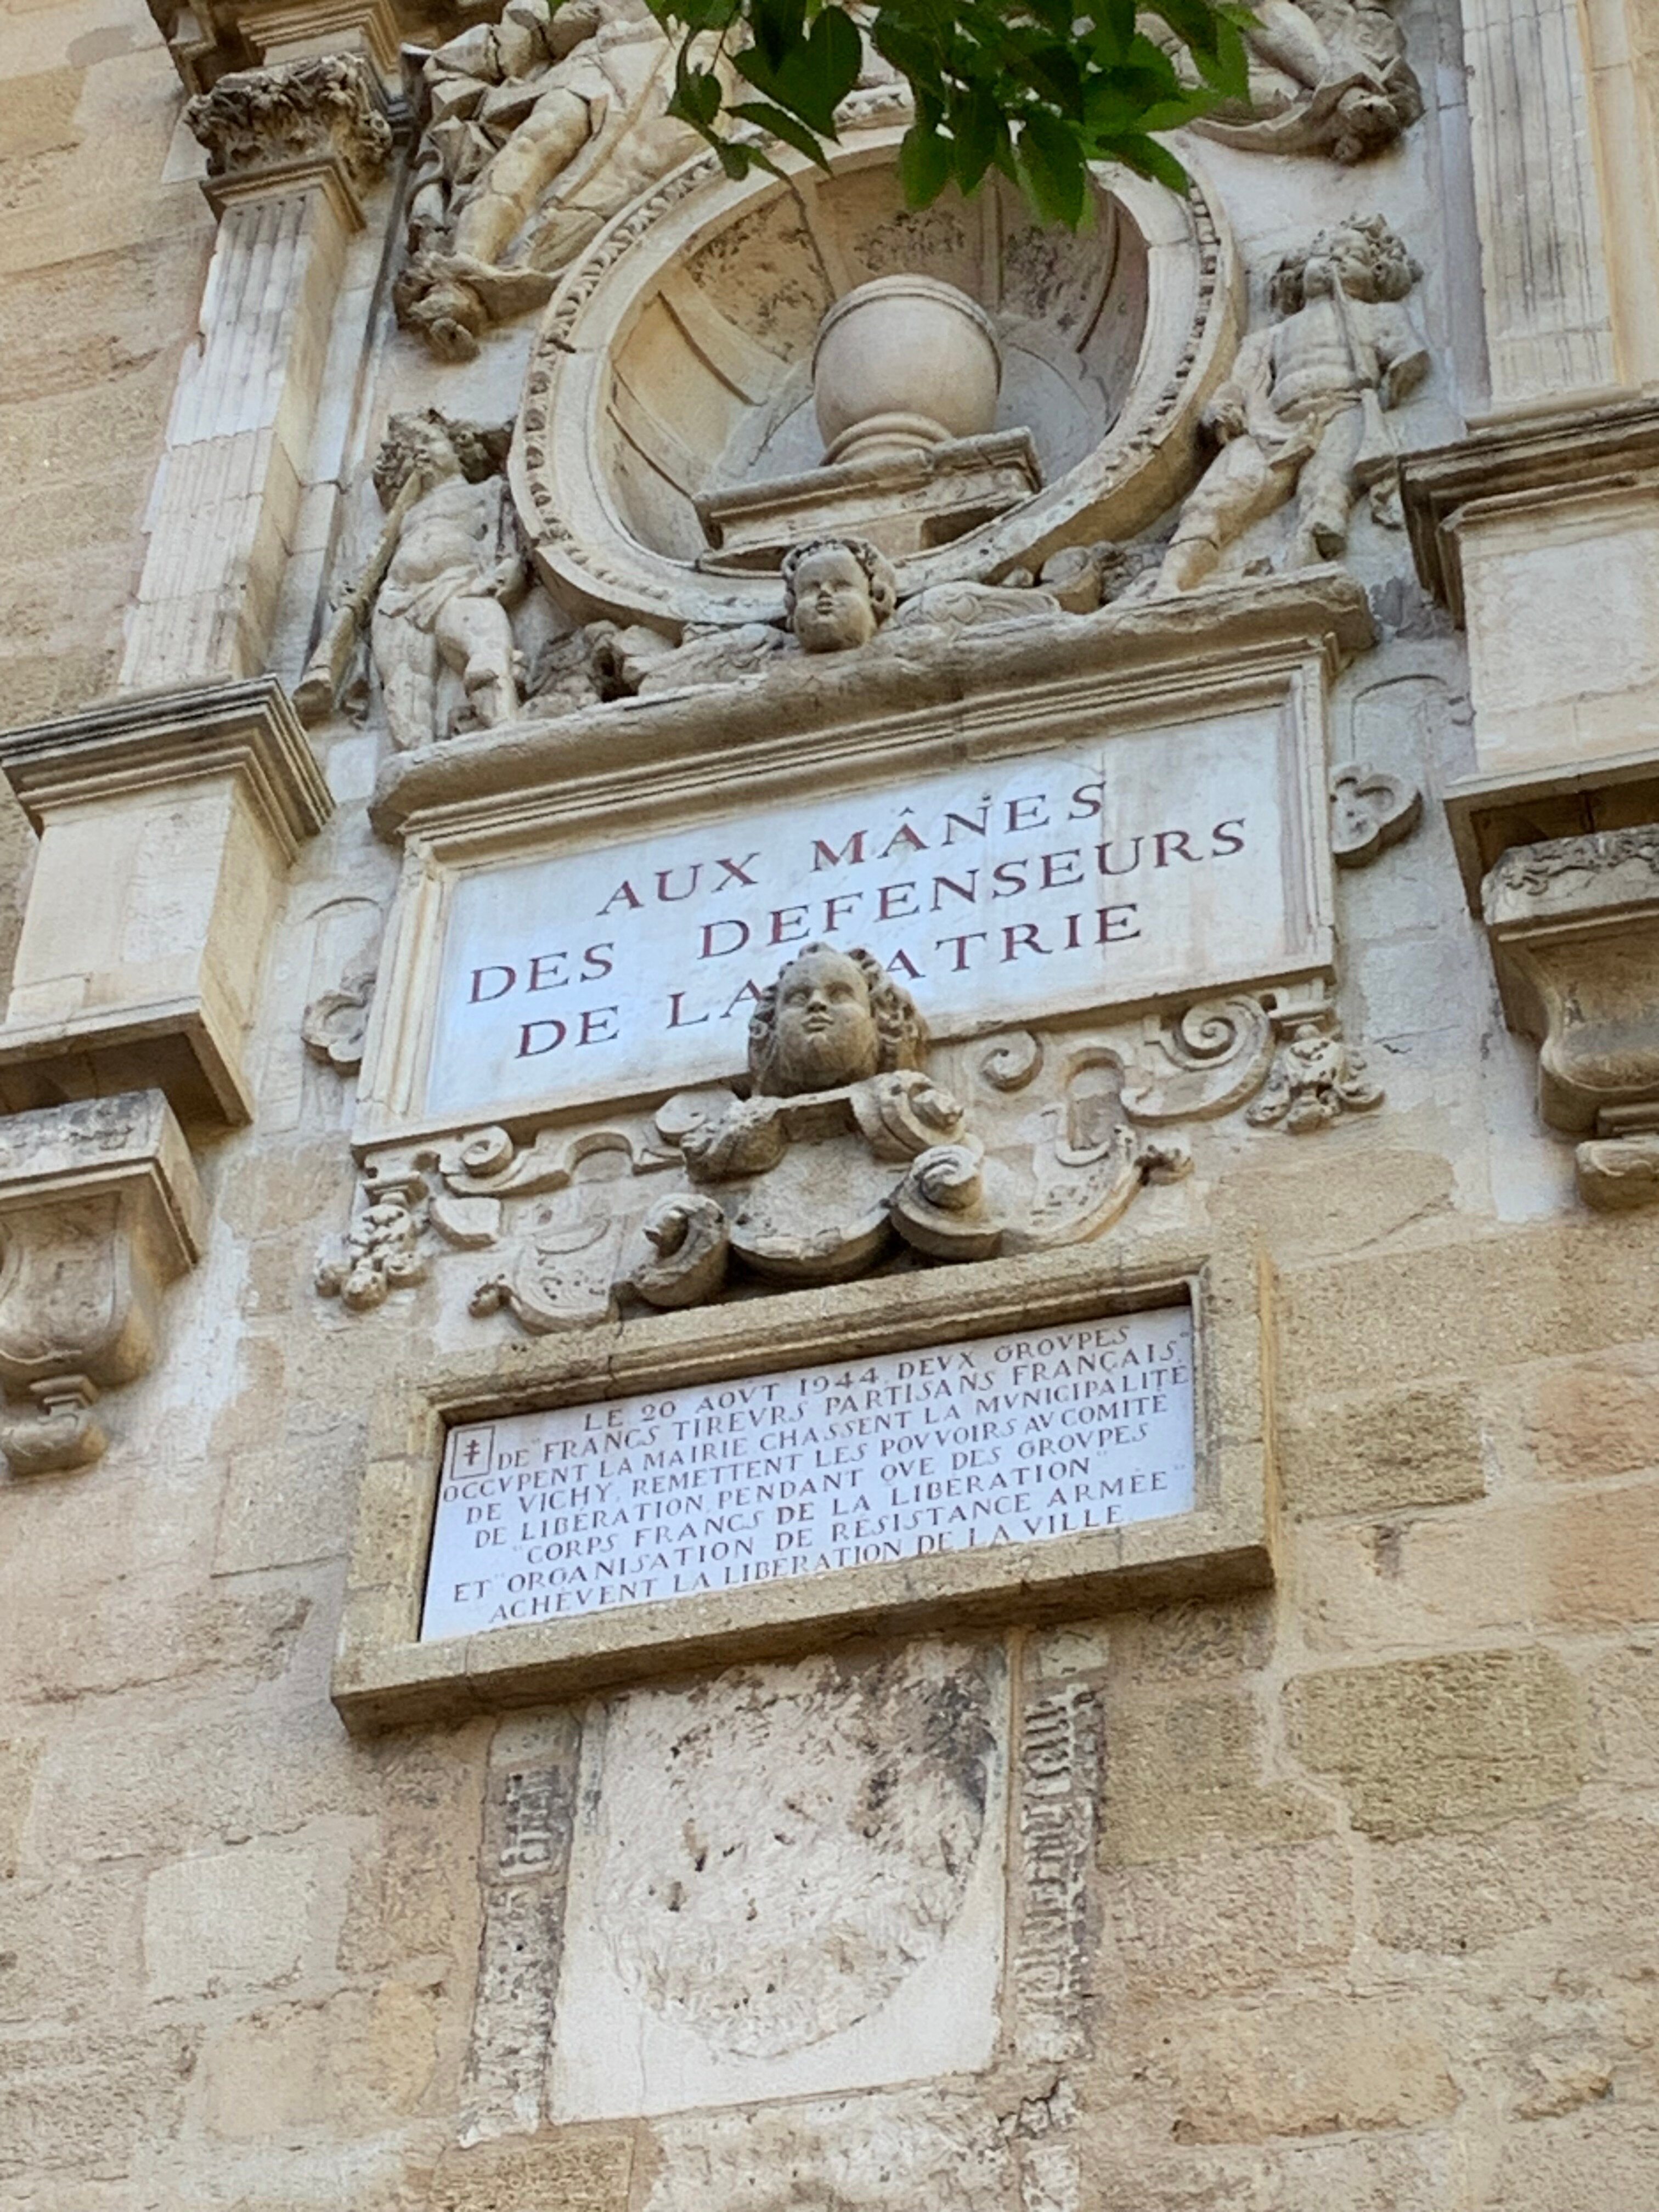 AUX MÂNES
DES DEFENSEURS
DE LA PATRIE
LE 20 AOVT 1944, DEVX GROVPES
DE "FRANCS TIREVRS PARTISANS FRANÇAIS"
OCCVPENT LA MAIRIE CHASSENT LA MVNICIPALITÉ
DE VICHY, REMETTENT LES POVVOIRS AV COMITÉ
DE LIBÉRATION, PENDANT QVE DES GROVPES
"CORPS FRANCS DE LA LIBÉRATION"
ET "ORGANISATION DE RÉSISTANCE ARMÉE"
ACHÈVENT LA LIBÉRATION DE LA VILLE